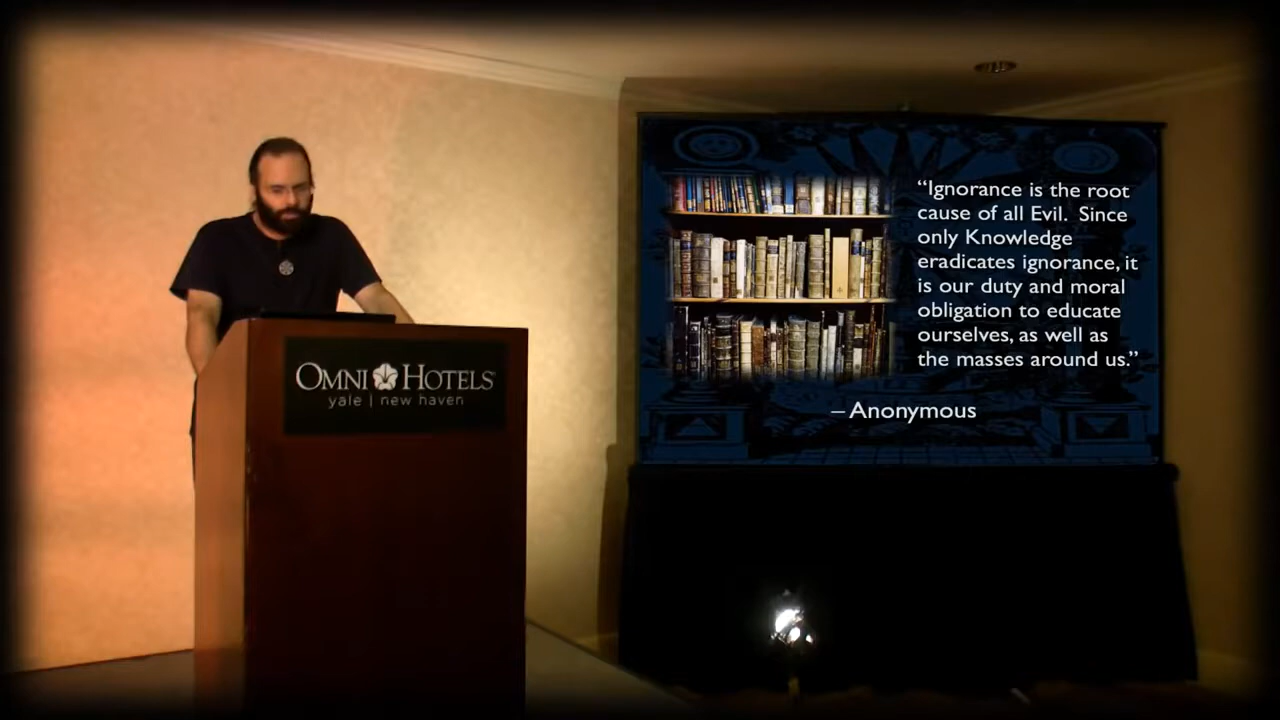 OMNI HOTELS
yale | new haven
“Ignorance is the root
cause of all Evil.  Since
only Knowledge
eradicates ignorance, it
is our duty and moral
obligation to educate
ourselves, as well as
the masses around us.”
– Anonymous